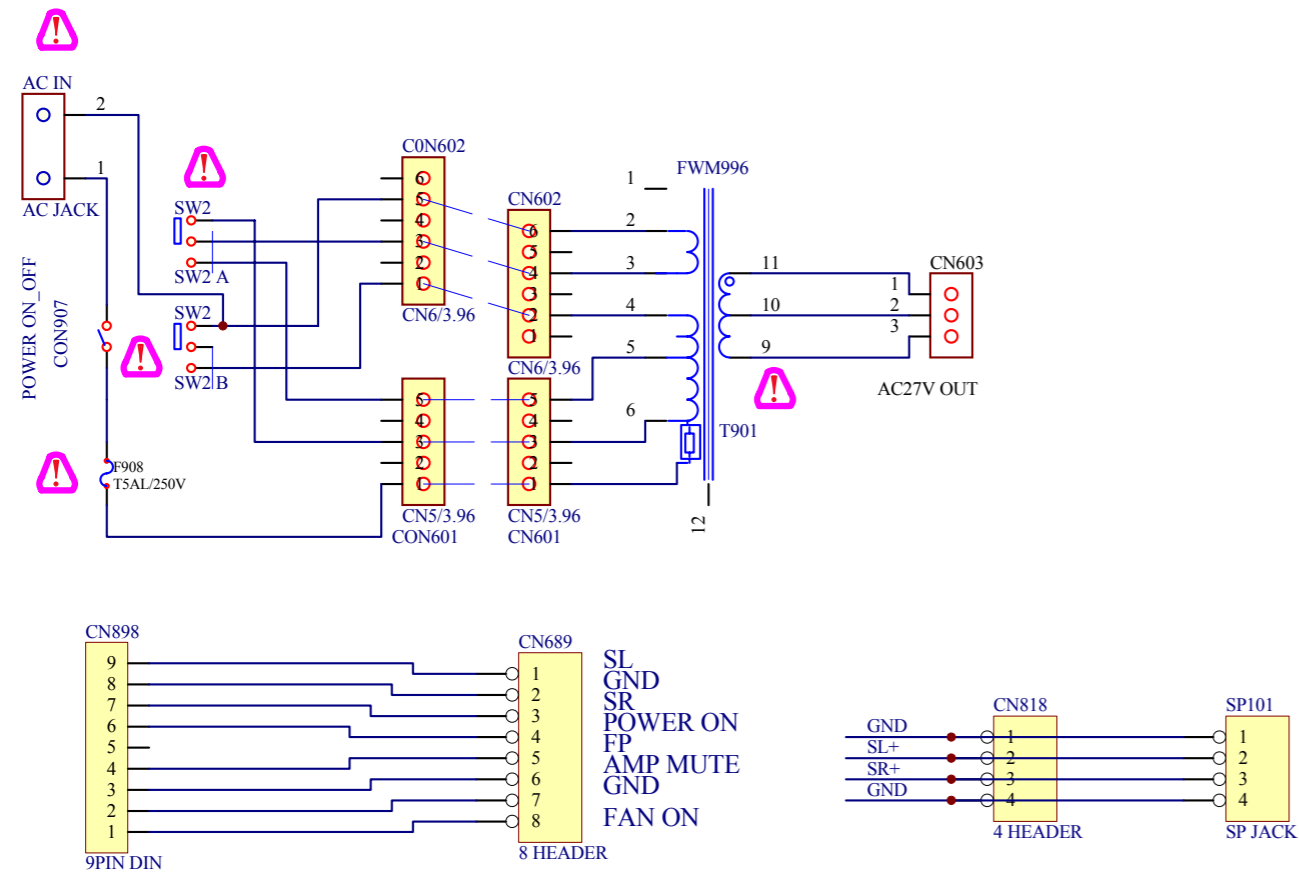 AC IN
2
1
AC JACK
POWER ON_OFF
CON907
F908
T5AL/250V
SW2
SW2 A
SW2
SW2 B
C0N602
6
5
4
3
2
1
CN6/3.96
CN602
6
5
4
3
2
1
CN6/3.96
5
4
3
2
1
CN5/3.96
CON601
5
4
3
2
1
CN5/3.96
CN601
FWM996
1
2
3
4
5
6
T901
12
11
10
9
CN603
1
2
3
AC27V OUT
CN898
9
8
7
6
5
4
3
2
1
9PIN DIN
CN689
1
2
3
4
5
6
7
8
8 HEADER
SL
GND
SR
POWER ON
FP
AMP MUTE
GND
FAN ON
GND
SL+
SR+
GND
CN818
1
2
3
4
4 HEADER
SP101
1
2
3
4
SP JACK